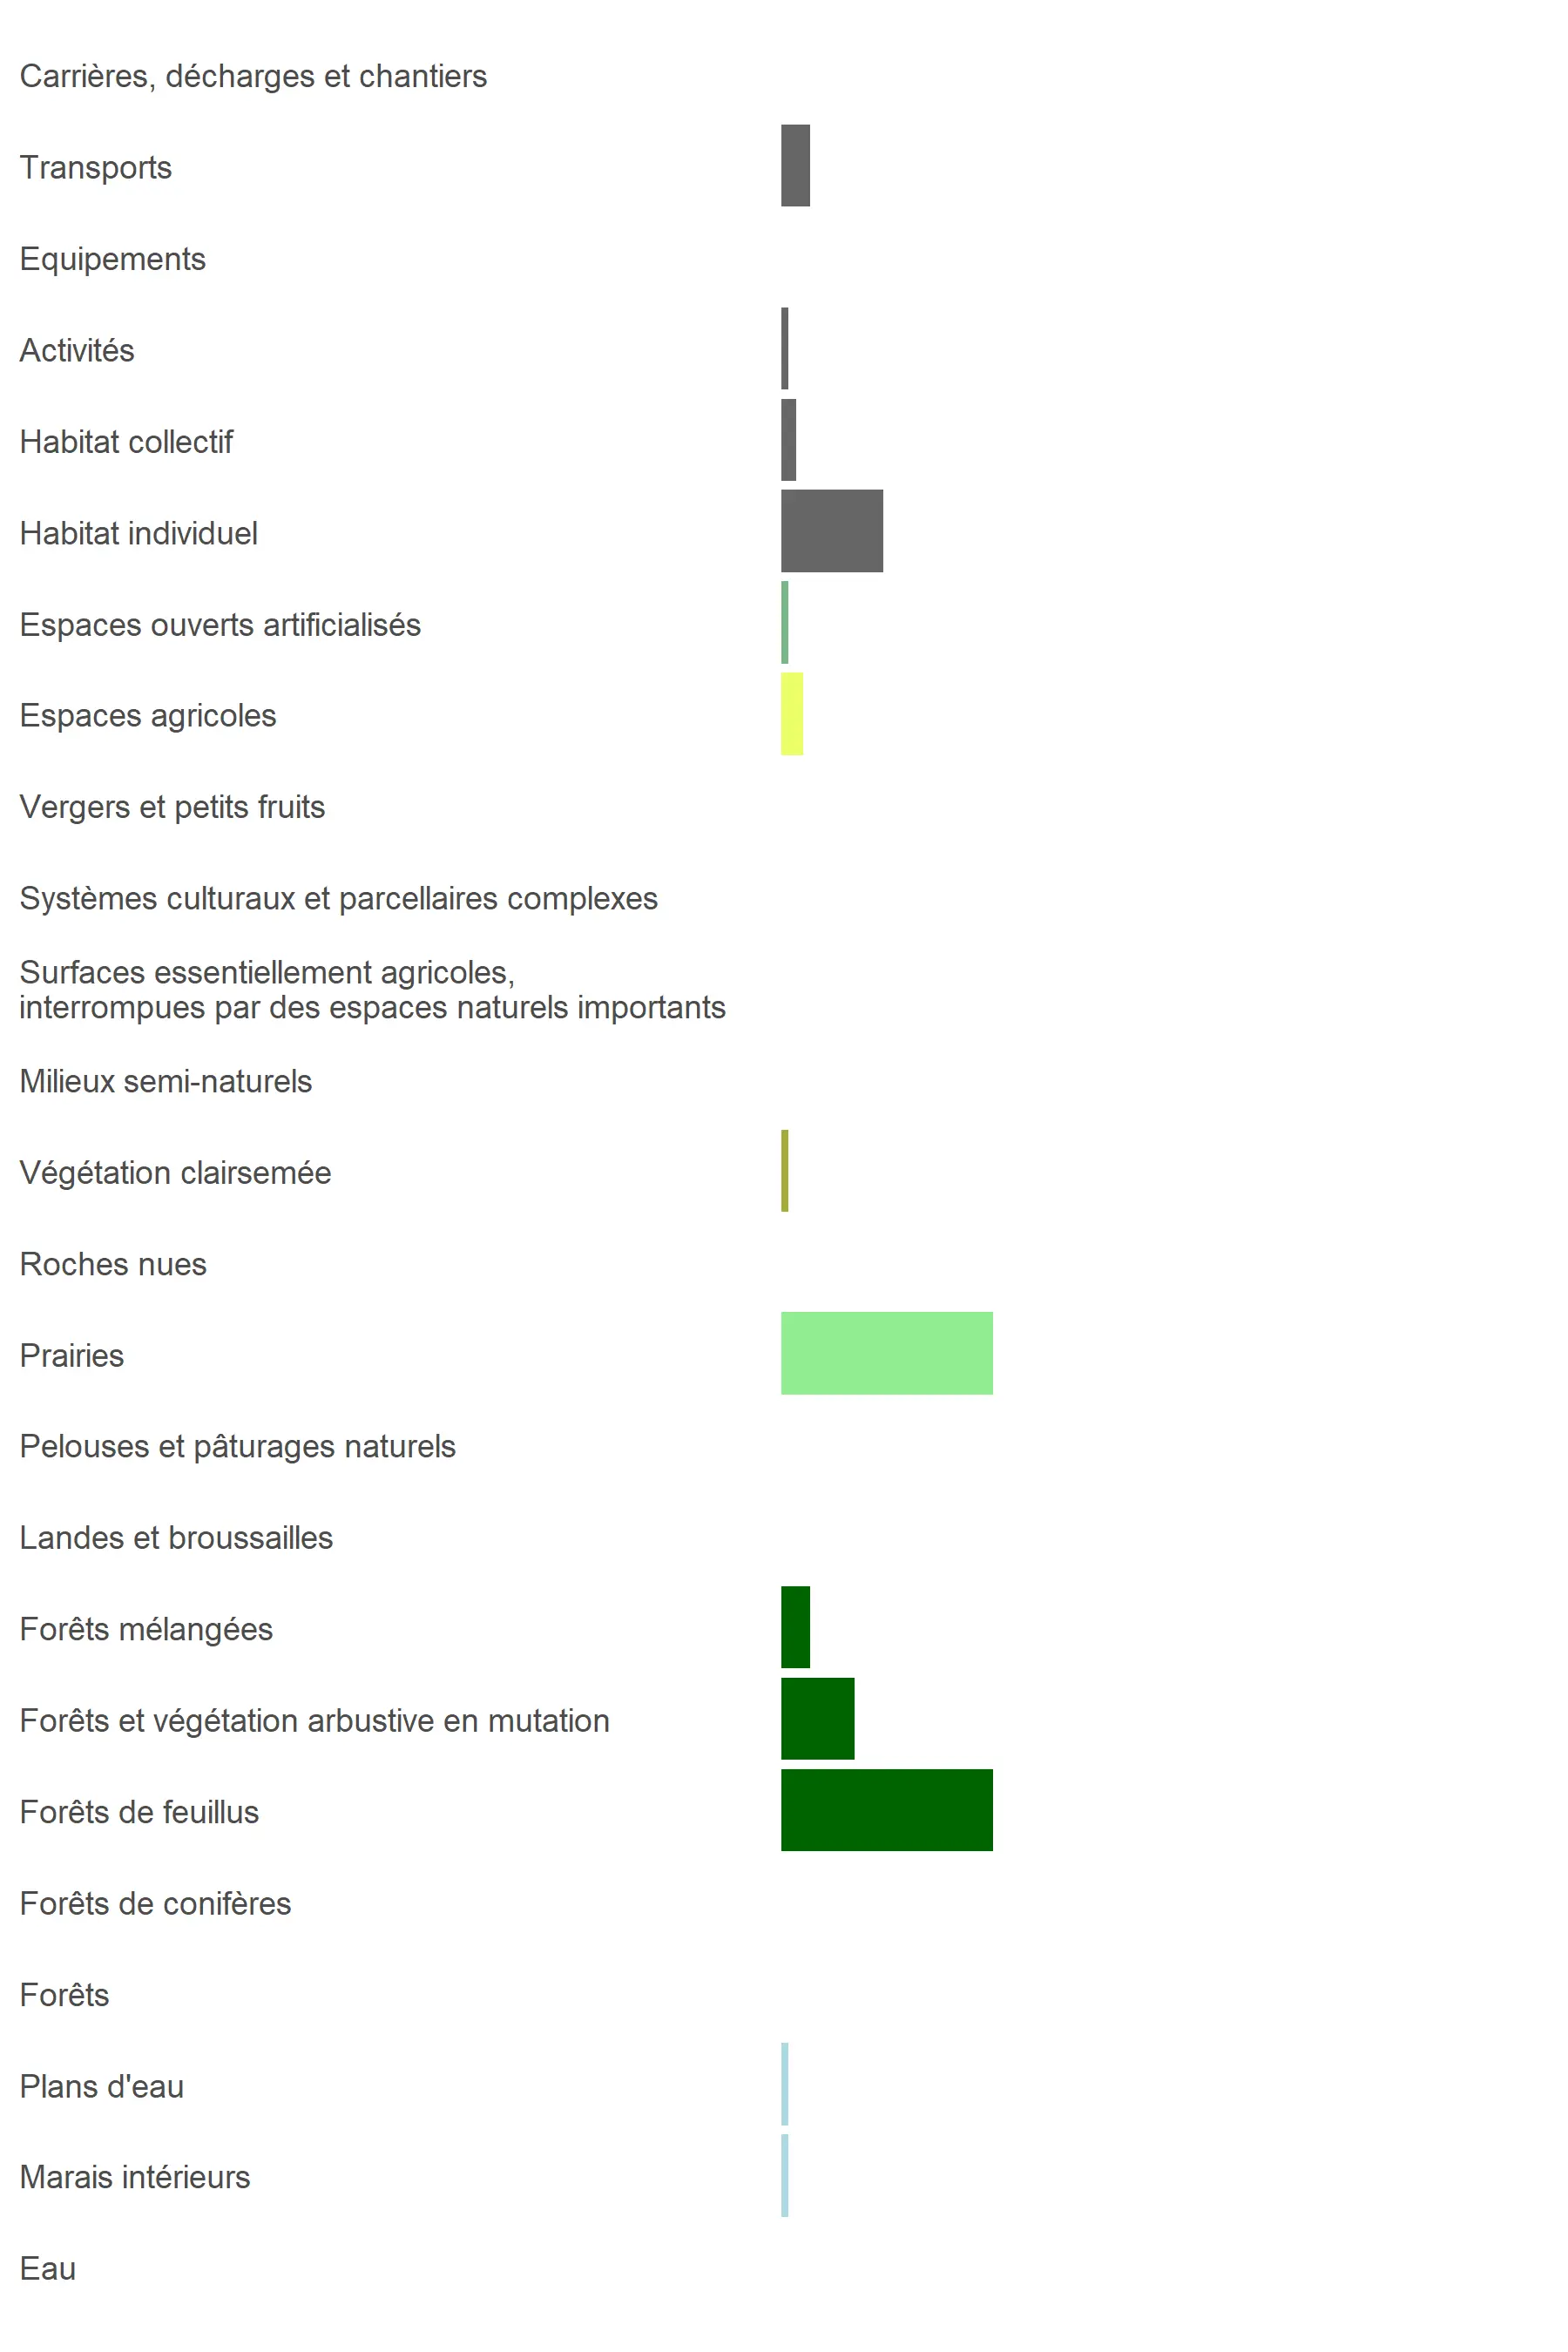 Carrières, décharges et chantiers
Transports
Equipements
Activités
Habitat collectif
Habitat individuel
Espaces ouverts artificialisés
Espaces agricoles
Vergers et petits fruits
Systèmes culturaux et parcellaires complexes
Surfaces essentiellement agricoles,
interrompues par des espaces naturels importants
Milieux semi-naturels
Végétation clairsemée
Roches nues
Prairies
Pelouses et pâturages naturels
Landes et broussailles
Forêts mélangées
Forêts et végétation arbustive en mutation
Forêts de feuillus
Forêts de conifères
Forêts
Plans d'eau
Marais intérieurs
Eau